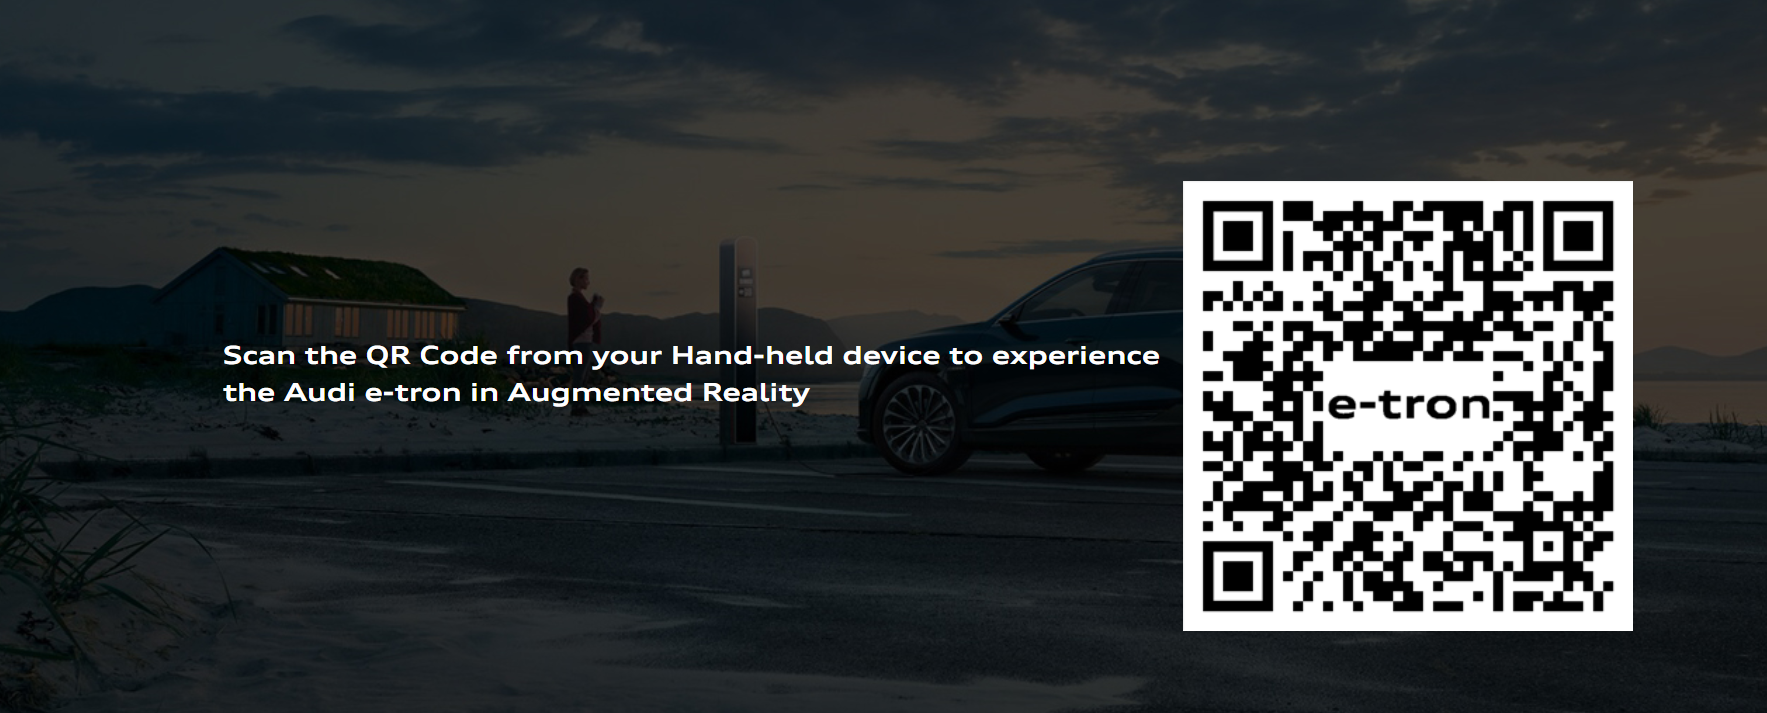 Scan the QR Code from your Hand-held device to experience
the Audi e-tron in Augmented Reality
e-tron